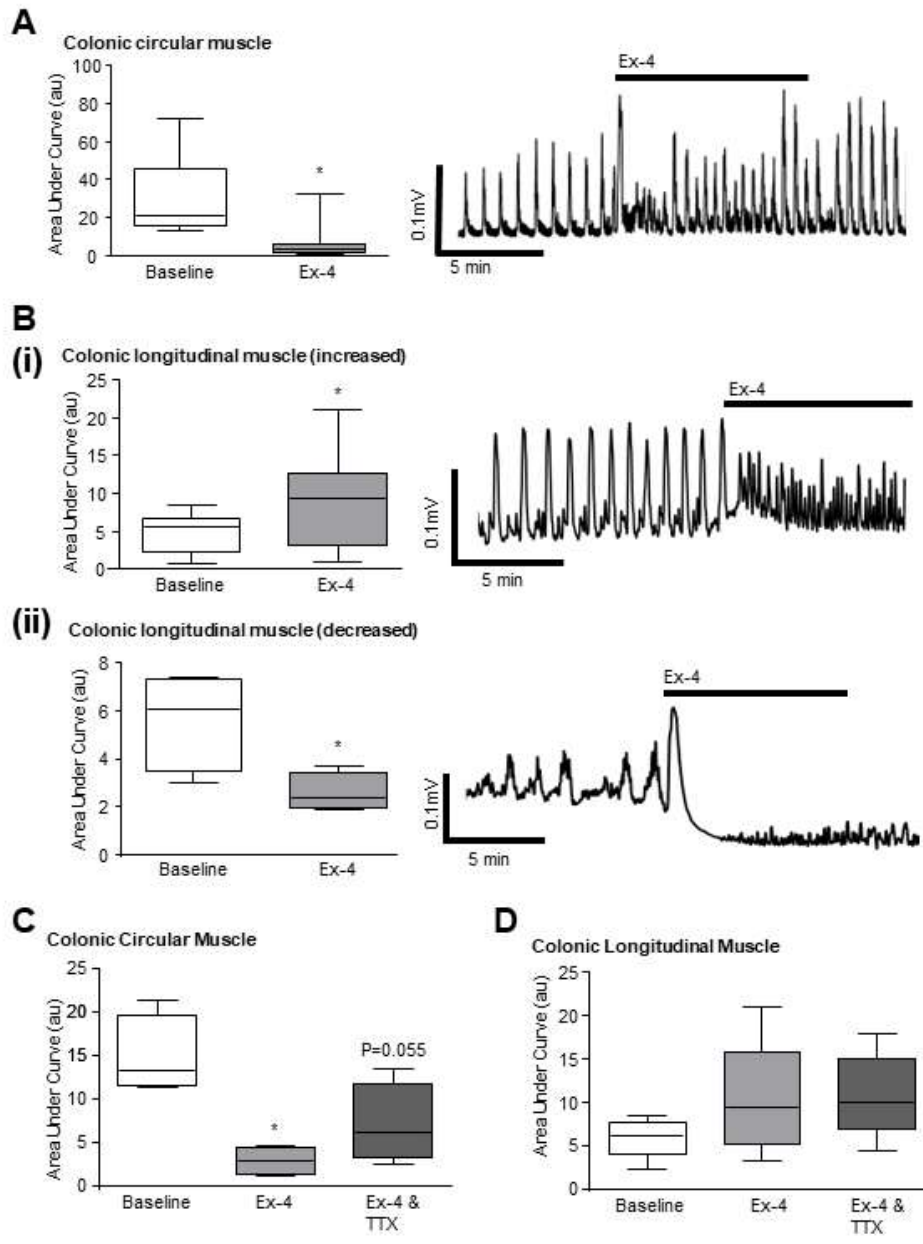 A
Colonic circular muscle
Area Under Curve (au)
100
80
60
40
20
0
*
Baseline
Ex-4
Ex-4
0.1mV
5 min
B
(i)
Colonic longitudinal muscle (increased)
Area Under Curve (au)
25
20
15
10
5
0
*
Baseline
Ex-4
Ex-4
0.1mV
5 min
(ii)
Colonic longitudinal muscle (decreased)
Area Under Curve (au)
8
6
4
2
0
*
Baseline
Ex-4
Ex-4
0.1mV
5 min
C
Colonic Circular Muscle
Area Under Curve (au)
25
20
15
10
5
0
*
P=0.055
Baseline
Ex-4
Ex-4 &
TTX
D
Colonic Longitudinal Muscle
Area Under Curve (au)
25
20
15
10
5
0
Baseline
Ex-4
Ex-4 &
TTX